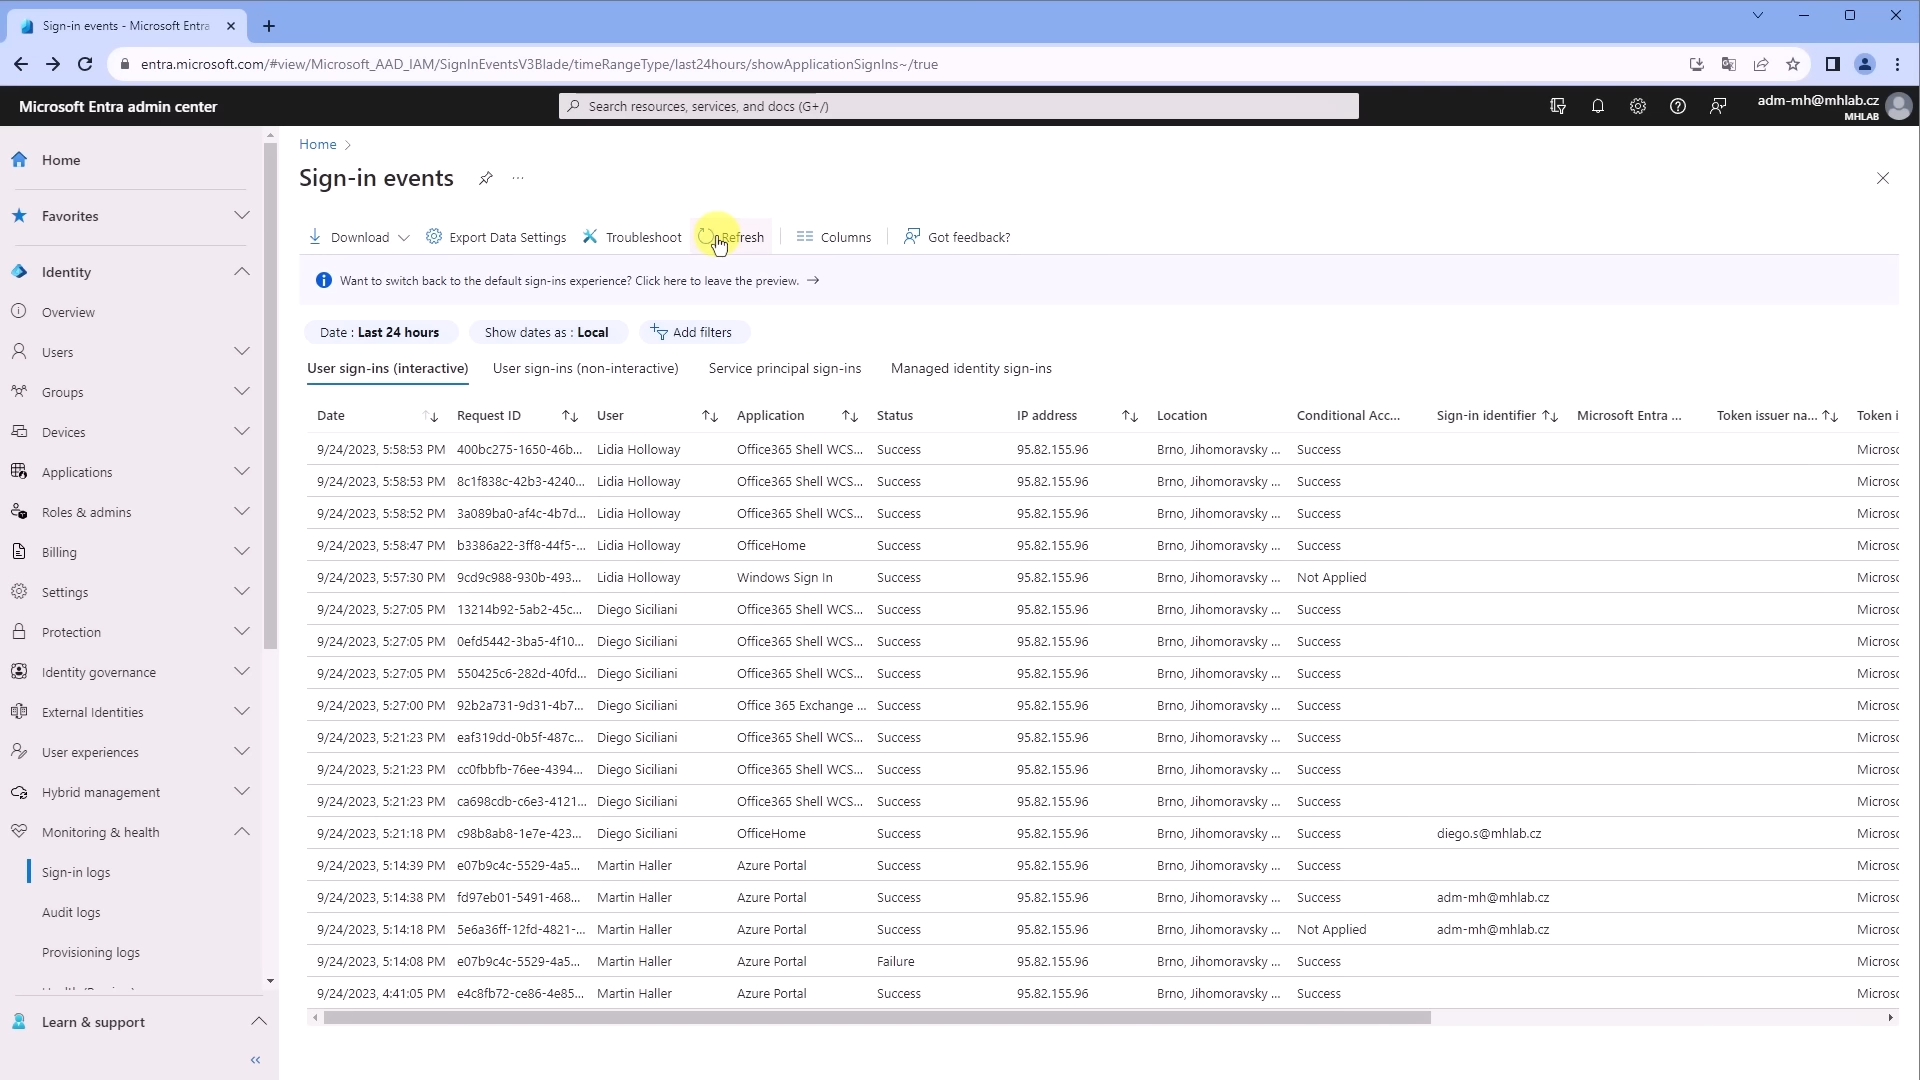 Sign-in events - Microsoft Entra
entra.microsoft.com/#view/Microsoft_AAD_IAM/SignInEventsV3Blade/timeRangeType/last24hours/showApplicationSignIns~/true
Microsoft Entra admin center
Search resources, services, and docs (G+/)
adm-mh@mhlab.cz
MHLAB
Home
Favorites
Identity
Overview
Users
Groups
Devices
Applications
Roles & admins
Billing
Settings
Protection
Identity governance
External Identities
User experiences
Hybrid management
Monitoring & health
Sign-in logs
Audit logs
Provisioning logs
Learn & support
Home
Sign-in events
Download Export Data Settings Troubleshoot Refresh Columns Got feedback?
Want to switch back to the default sign-ins experience? Click here to leave the preview. →
Date : Last 24 hours Show dates as : Local Add filters
User sign-ins (interactive) User sign-ins (non-interactive) Service principal sign-ins Managed identity sign-ins
Date Request ID User Application Status IP address Location Conditional Acc... Sign-in identifier Microsoft Entra ... Token issuer na... Token i
9/24/2023, 5:58:53 PM 400bc275-1650-46b... Lidia Holloway Office365 Shell WCS... Success 95.82.155.96 Brno, Jihomoravsky ... Success Microsc
9/24/2023, 5:58:53 PM 8c1f838c-42b3-4240... Lidia Holloway Office365 Shell WCS... Success 95.82.155.96 Brno, Jihomoravsky ... Success Microsc
9/24/2023, 5:58:52 PM 3a089ba0-af4c-4b7d... Lidia Holloway Office365 Shell WCS... Success 95.82.155.96 Brno, Jihomoravsky ... Success Microsc
9/24/2023, 5:58:47 PM b3386a22-3ff8-44f5-... Lidia Holloway OfficeHome Success 95.82.155.96 Brno, Jihomoravsky ... Success Microsc
9/24/2023, 5:57:30 PM 9cd9c988-930b-493... Lidia Holloway Windows Sign In Success 95.82.155.96 Brno, Jihomoravsky ... Not Applied Microsc
9/24/2023, 5:27:05 PM 13214b92-5ab2-45c... Diego Siciliani Office365 Shell WCS... Success 95.82.155.96 Brno, Jihomoravsky ... Success Microsc
9/24/2023, 5:27:05 PM 0efd5442-3ba5-4f10... Diego Siciliani Office365 Shell WCS... Success 95.82.155.96 Brno, Jihomoravsky ... Success Microsc
9/24/2023, 5:27:05 PM 550425c6-282d-40fd... Diego Siciliani Office365 Shell WCS... Success 95.82.155.96 Brno, Jihomoravsky ... Success Microsc
9/24/2023, 5:27:00 PM 92b2a731-9d31-4b7... Diego Siciliani Office 365 Exchange ... Success 95.82.155.96 Brno, Jihomoravsky ... Success Microsc
9/24/2023, 5:21:23 PM eaf319dd-0b5f-487c... Diego Siciliani Office365 Shell WCS... Success 95.82.155.96 Brno, Jihomoravsky ... Success Microsc
9/24/2023, 5:21:23 PM cc0fbbfb-76ee-4394... Diego Siciliani Office365 Shell WCS... Success 95.82.155.96 Brno, Jihomoravsky ... Success Microsc
9/24/2023, 5:21:23 PM ca698cdb-c6e3-4121... Diego Siciliani Office365 Shell WCS... Success 95.82.155.96 Brno, Jihomoravsky ... Success Microsc
9/24/2023, 5:21:18 PM c98b8ab8-1e7e-423... Diego Siciliani OfficeHome Success 95.82.155.96 Brno, Jihomoravsky ... Success diego.s@mhlab.cz Microsc
9/24/2023, 5:14:39 PM e07b9c4c-5529-4a5... Martin Haller Azure Portal Success 95.82.155.96 Brno, Jihomoravsky ... Success Microsc
9/24/2023, 5:14:38 PM fd97eb01-5491-468... Martin Haller Azure Portal Success 95.82.155.96 Brno, Jihomoravsky ... Success adm-mh@mhlab.cz Microsc
9/24/2023, 5:14:18 PM 5e6a36ff-12fd-4821-... Martin Haller Azure Portal Success 95.82.155.96 Brno, Jihomoravsky ... Not Applied adm-mh@mhlab.cz Microsc
9/24/2023, 5:14:08 PM e07b9c4c-5529-4a5... Martin Haller Azure Portal Failure 95.82.155.96 Brno, Jihomoravsky ... Success Microsc
9/24/2023, 4:41:05 PM e4c8fb72-ce86-4e85... Martin Haller Azure Portal Success 95.82.155.96 Brno, Jihomoravsky ... Success Microsc